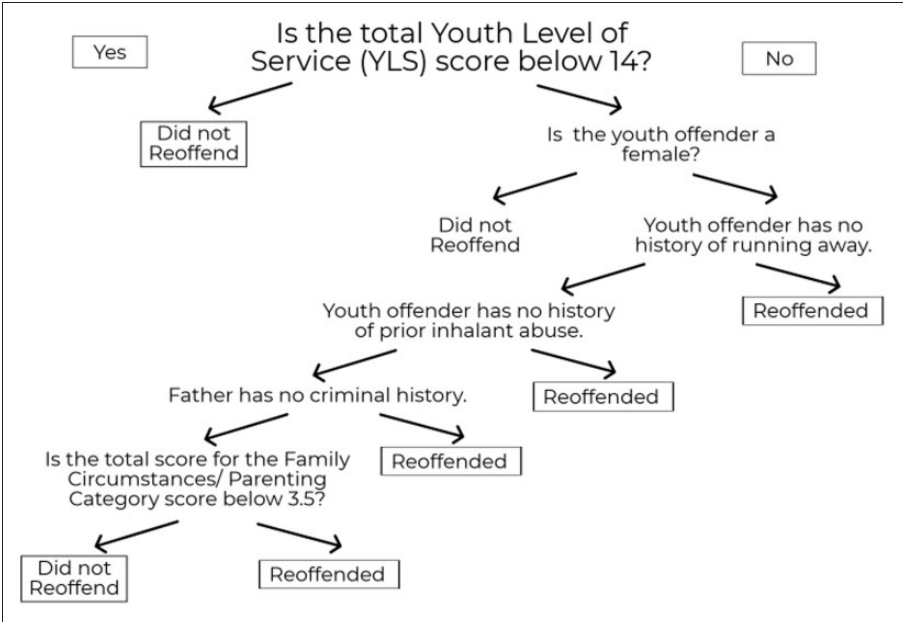 Yes
Is the total Youth Level of
Service (YLS) score below 14?
No
Did not
Reoffend
Is the youth offender a
female?
Did not
Reoffend
Youth offender has no
history of running away.
Youth offender has no history
of prior inhalant abuse.
Reoffended
Father has no criminal history.
Reoffended
Is the total score for the Family
Circumstances/ Parenting
Category score below 3.5?
Reoffended
Did not
Reoffend
Reoffended